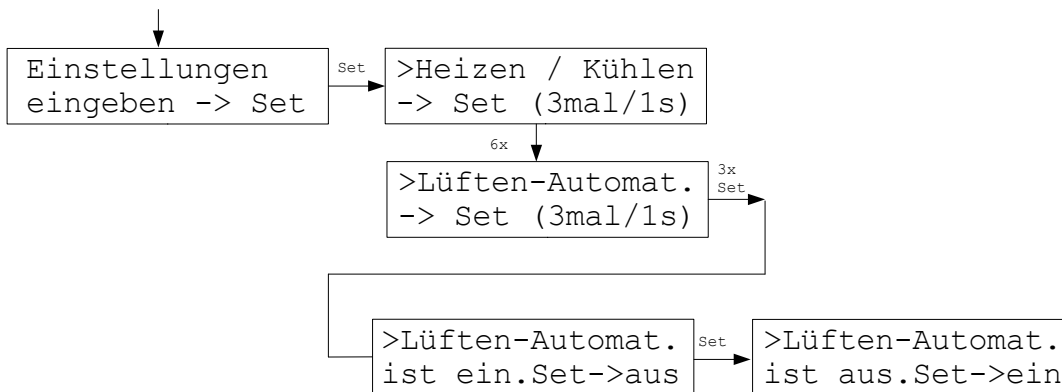 Einstellungen
eingeben -> Set
Set
>Heizen / Kühlen
-> Set (3mal/1s)
6x
>Lüften-Automat.
-> Set (3mal/1s)
3x
Set
>Lüften-Automat.
ist ein.Set->aus
Set
>Lüften-Automat.
ist aus.Set->ein